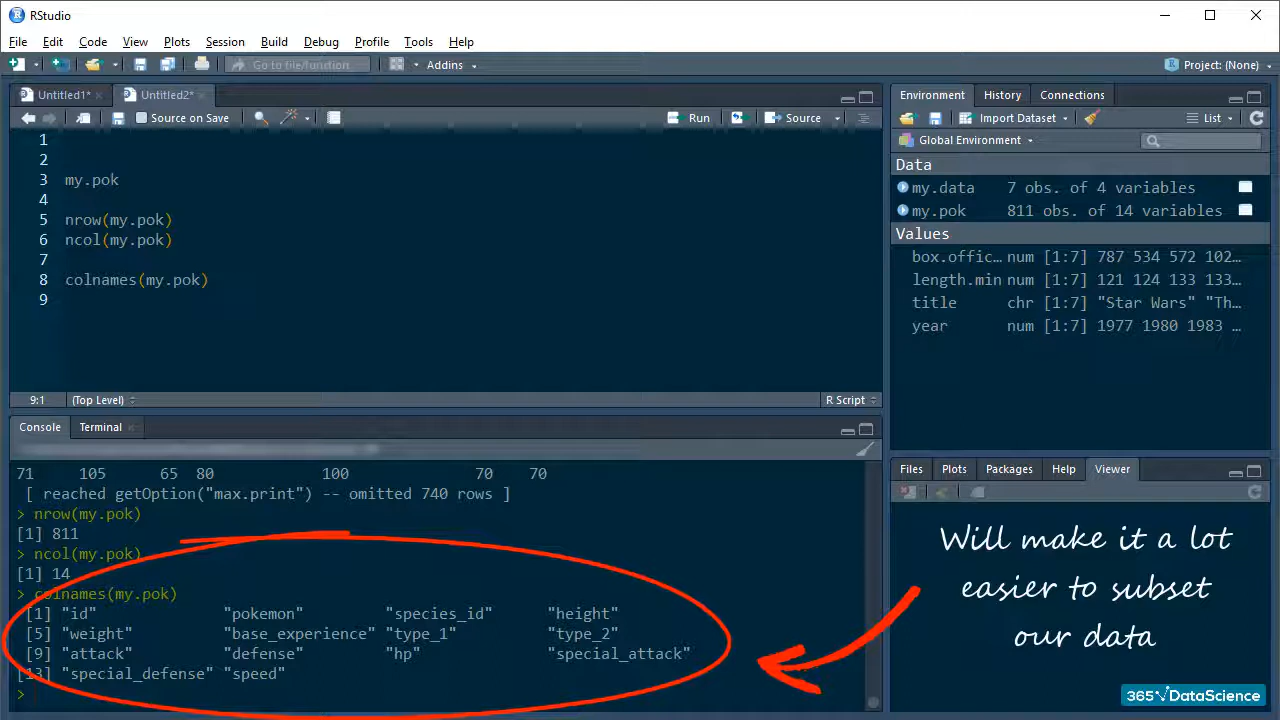 RStudio
File Edit Code View Plots Session Build Debug Profile Tools Help
Go to file/function Addins Project: (None)
Untitled1* Untitled2*
Source on Save Run Source
1
2
3 my.pok
4
5 nrow(my.pok)
6 ncol(my.pok)
7
8 colnames(my.pok)
9
9:1 (Top Level) R Script
Console Terminal
71 105 65 80 100 70 70
[ reached getOption("max.print") -- omitted 740 rows ]
> nrow(my.pok)
[1] 811
> ncol(my.pok)
[1] 14
> colnames(my.pok)
[1] "id" "pokemon" "species_id" "height"
[5] "weight" "base_experience" "type_1" "type_2"
[9] "attack" "defense" "hp" "special_attack"
[13] "special_defense" "speed"
>
Environment History Connections
Import Dataset List
Global Environment
Data
my.data 7 obs. of 4 variables
my.pok 811 obs. of 14 variables
Values
box.offic… num [1:7] 787 534 572 102…
length.min num [1:7] 121 124 133 133…
title chr [1:7] "Star Wars" "Th…
year num [1:7] 1977 1980 1983 …
Files Plots Packages Help Viewer
Will make it a lot
easier to subset
our data
365 DataScience